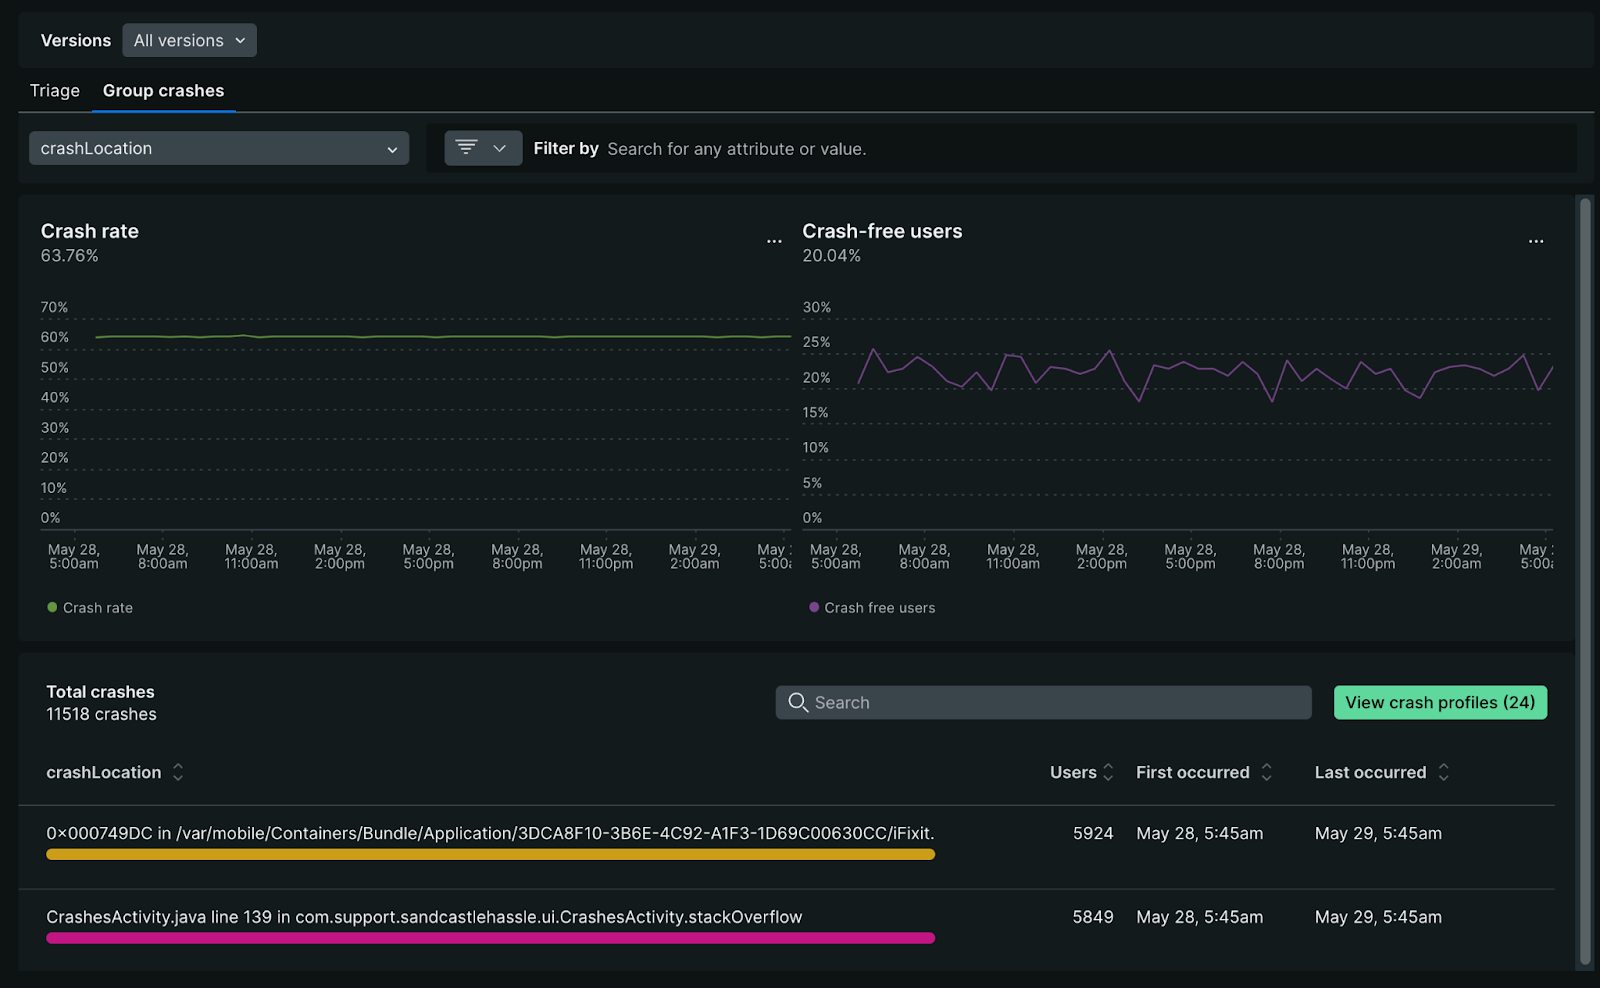 Versions All versions
Triage Group crashes
crashLocation Filter by Search for any attribute or value.
Crash rate
63.76%
...
70%
60%
50%
40%
30%
20%
10%
0%
May 28, May 28, May 28, May 28, May 28, May 28, May 28, May 29, May
5:00am 8:00am 11:00am 2:00pm 5:00pm 8:00pm 11:00pm 2:00am 5:00
Crash rate
Crash-free users
20.04%
...
30%
25%
20%
15%
10%
5%
0%
May 28, May 28, May 28, May 28, May 28, May 28, May 28, May 29, May
5:00am 8:00am 11:00am 2:00pm 5:00pm 8:00pm 11:00pm 2:00am 5:00
Crash free users
Total crashes
11518 crashes
Search
View crash profiles (24)
crashLocation Users First occurred Last occurred
0x000749DC in /var/mobile/Containers/Bundle/Application/3DCA8F10-3B6E-4C92-A1F3-1D69C00630CC/iFixit. 5924 May 28, 5:45am May 29, 5:45am
CrashesActivity.java line 139 in com.support.sandcastlehassle.ui.CrashesActivity.stackOverflow 5849 May 28, 5:45am May 29, 5:45am